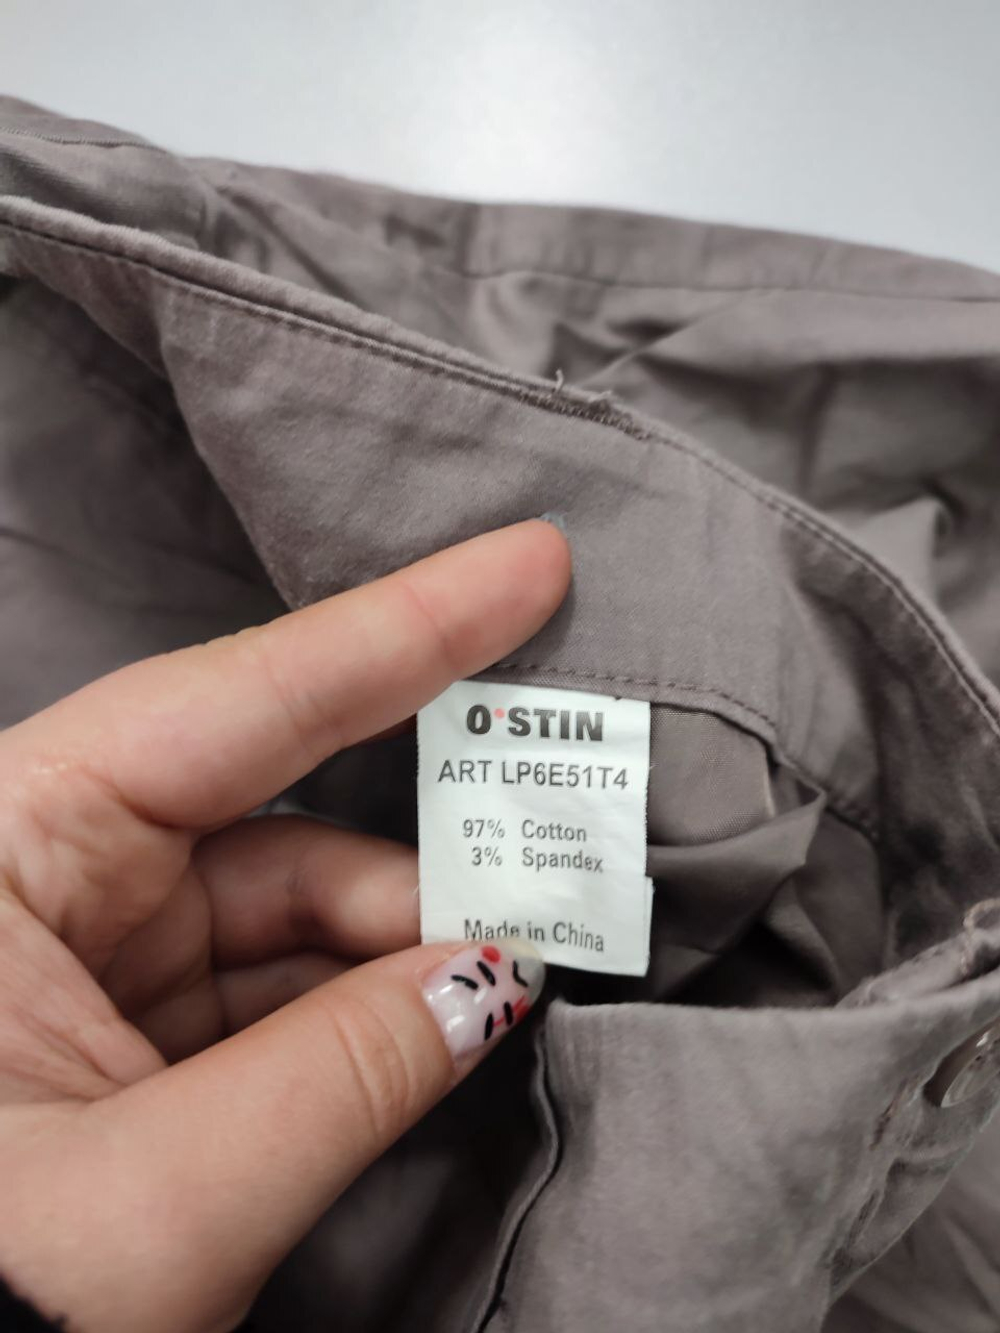 O'STIN
ART LP6E51T4
97% Cotton
3% Spandex
Made in China